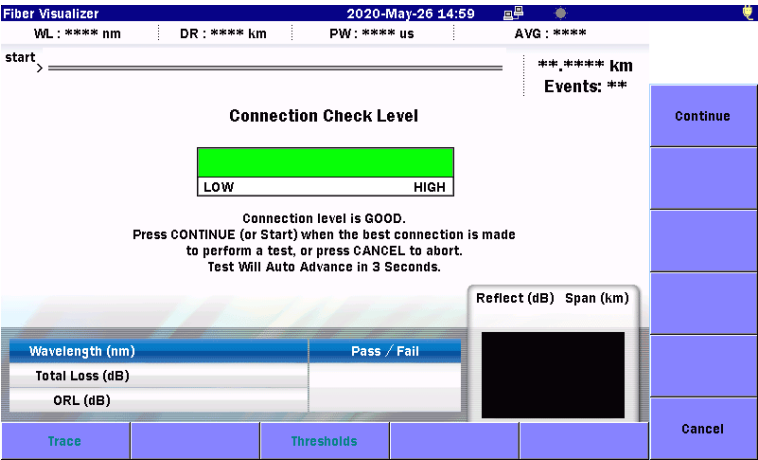 Fiber Visualizer 2020-May-26 14:59
WL : **** nm DR : **** km PW : **** us AVG : ****
start
**.**** km
Events: **
Connection Check Level
Continue
LOW HIGH
Connection level is GOOD.
Press CONTINUE (or Start) when the best connection is made
to perform a test, or press CANCEL to abort.
Test Will Auto Advance in 3 Seconds.
Reflect (dB) Span (km)
Wavelength (nm) Pass / Fail
Total Loss (dB)
ORL (dB)
Cancel
Trace Thresholds